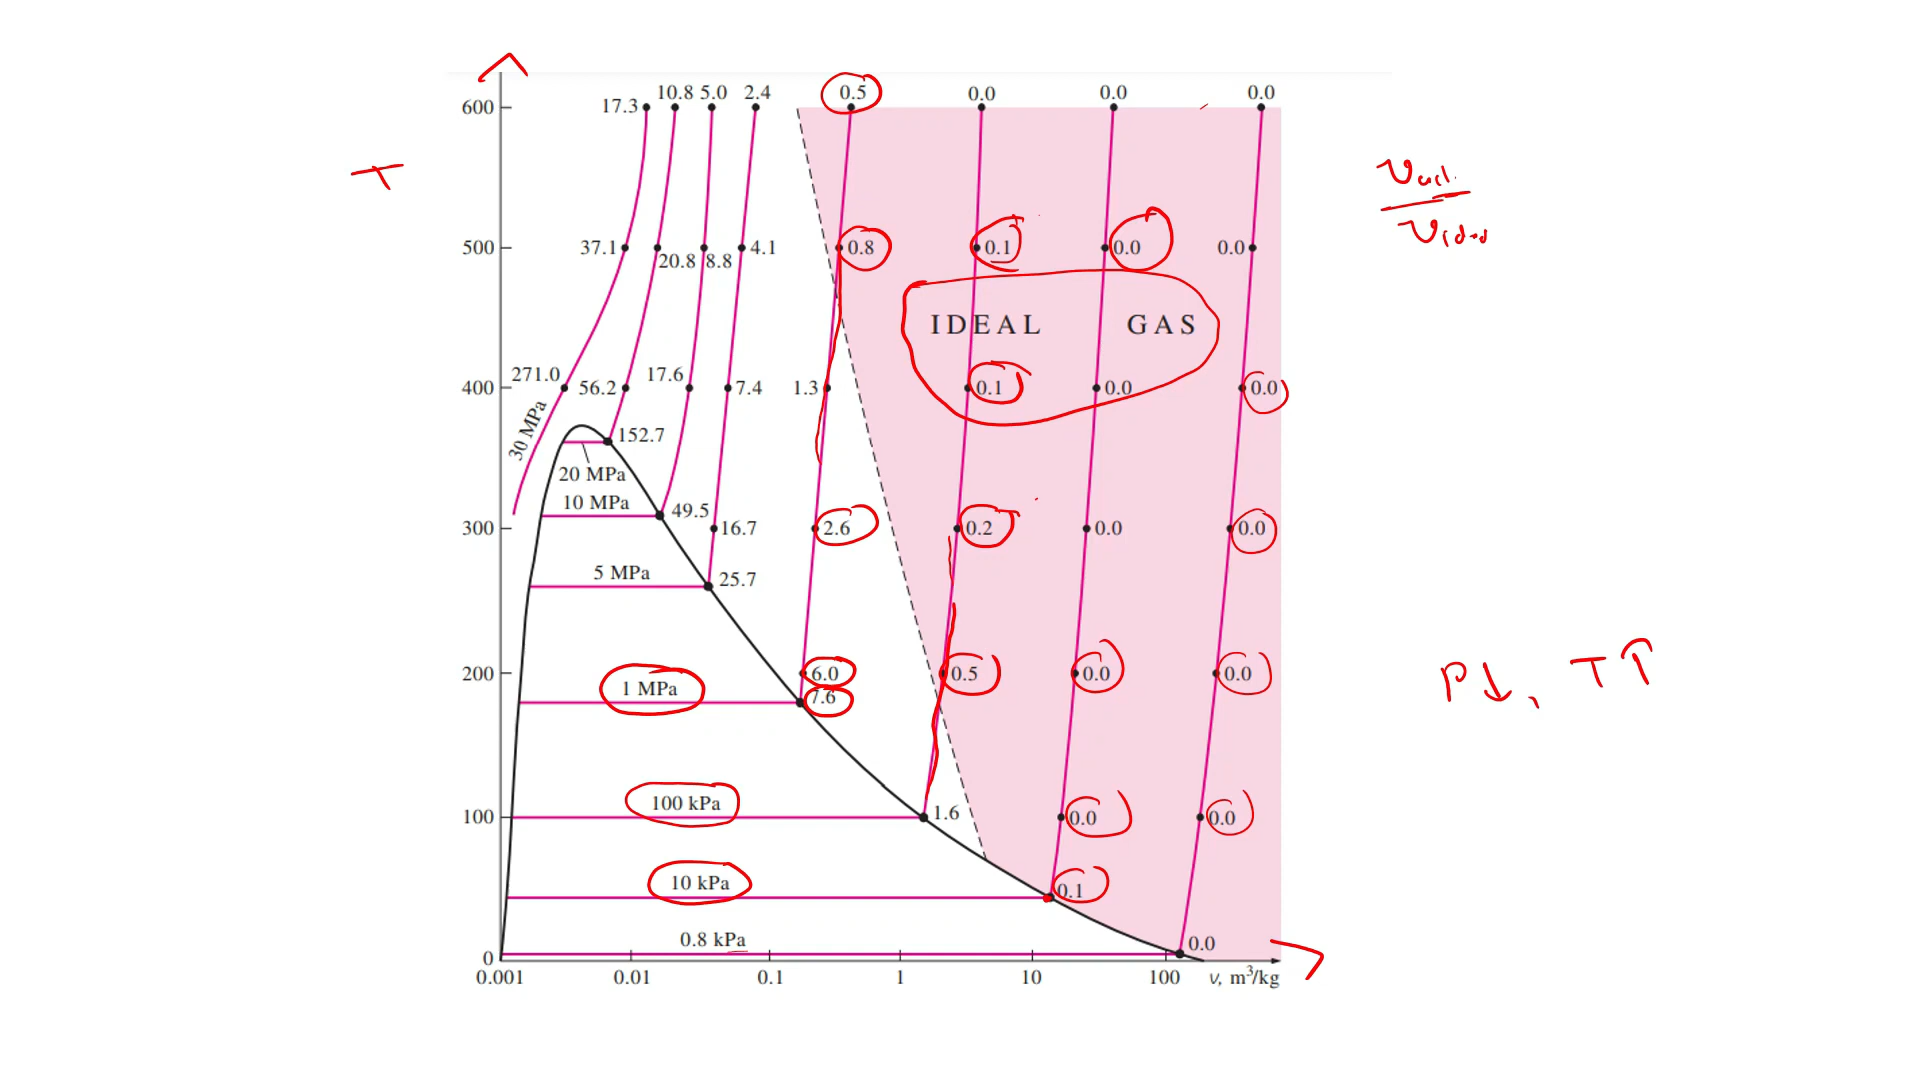 17.3 10.8 5.0 2.4 0.5 0.0 0.0 0.0
600
T
500 37.1 20.8 8.8 4.1 0.8 0.1 0.0 0.0
IDEAL GAS
400 271.0 56.2 17.6 7.4 1.3 0.1 0.0 0.0
30 MPa
152.7
20 MPa
10 MPa 49.5
300 16.7 2.6 0.2 0.0 0.0
5 MPa 25.7
200 6.0 0.5 0.0 0.0
1 MPa 7.6
P↓, T↑
100 kPa 1.6
100 0.0 0.0
10 kPa 0.1
0.8 kPa 0.0
0
0.001 0.01 0.1 1 10 100 v, m³/kg